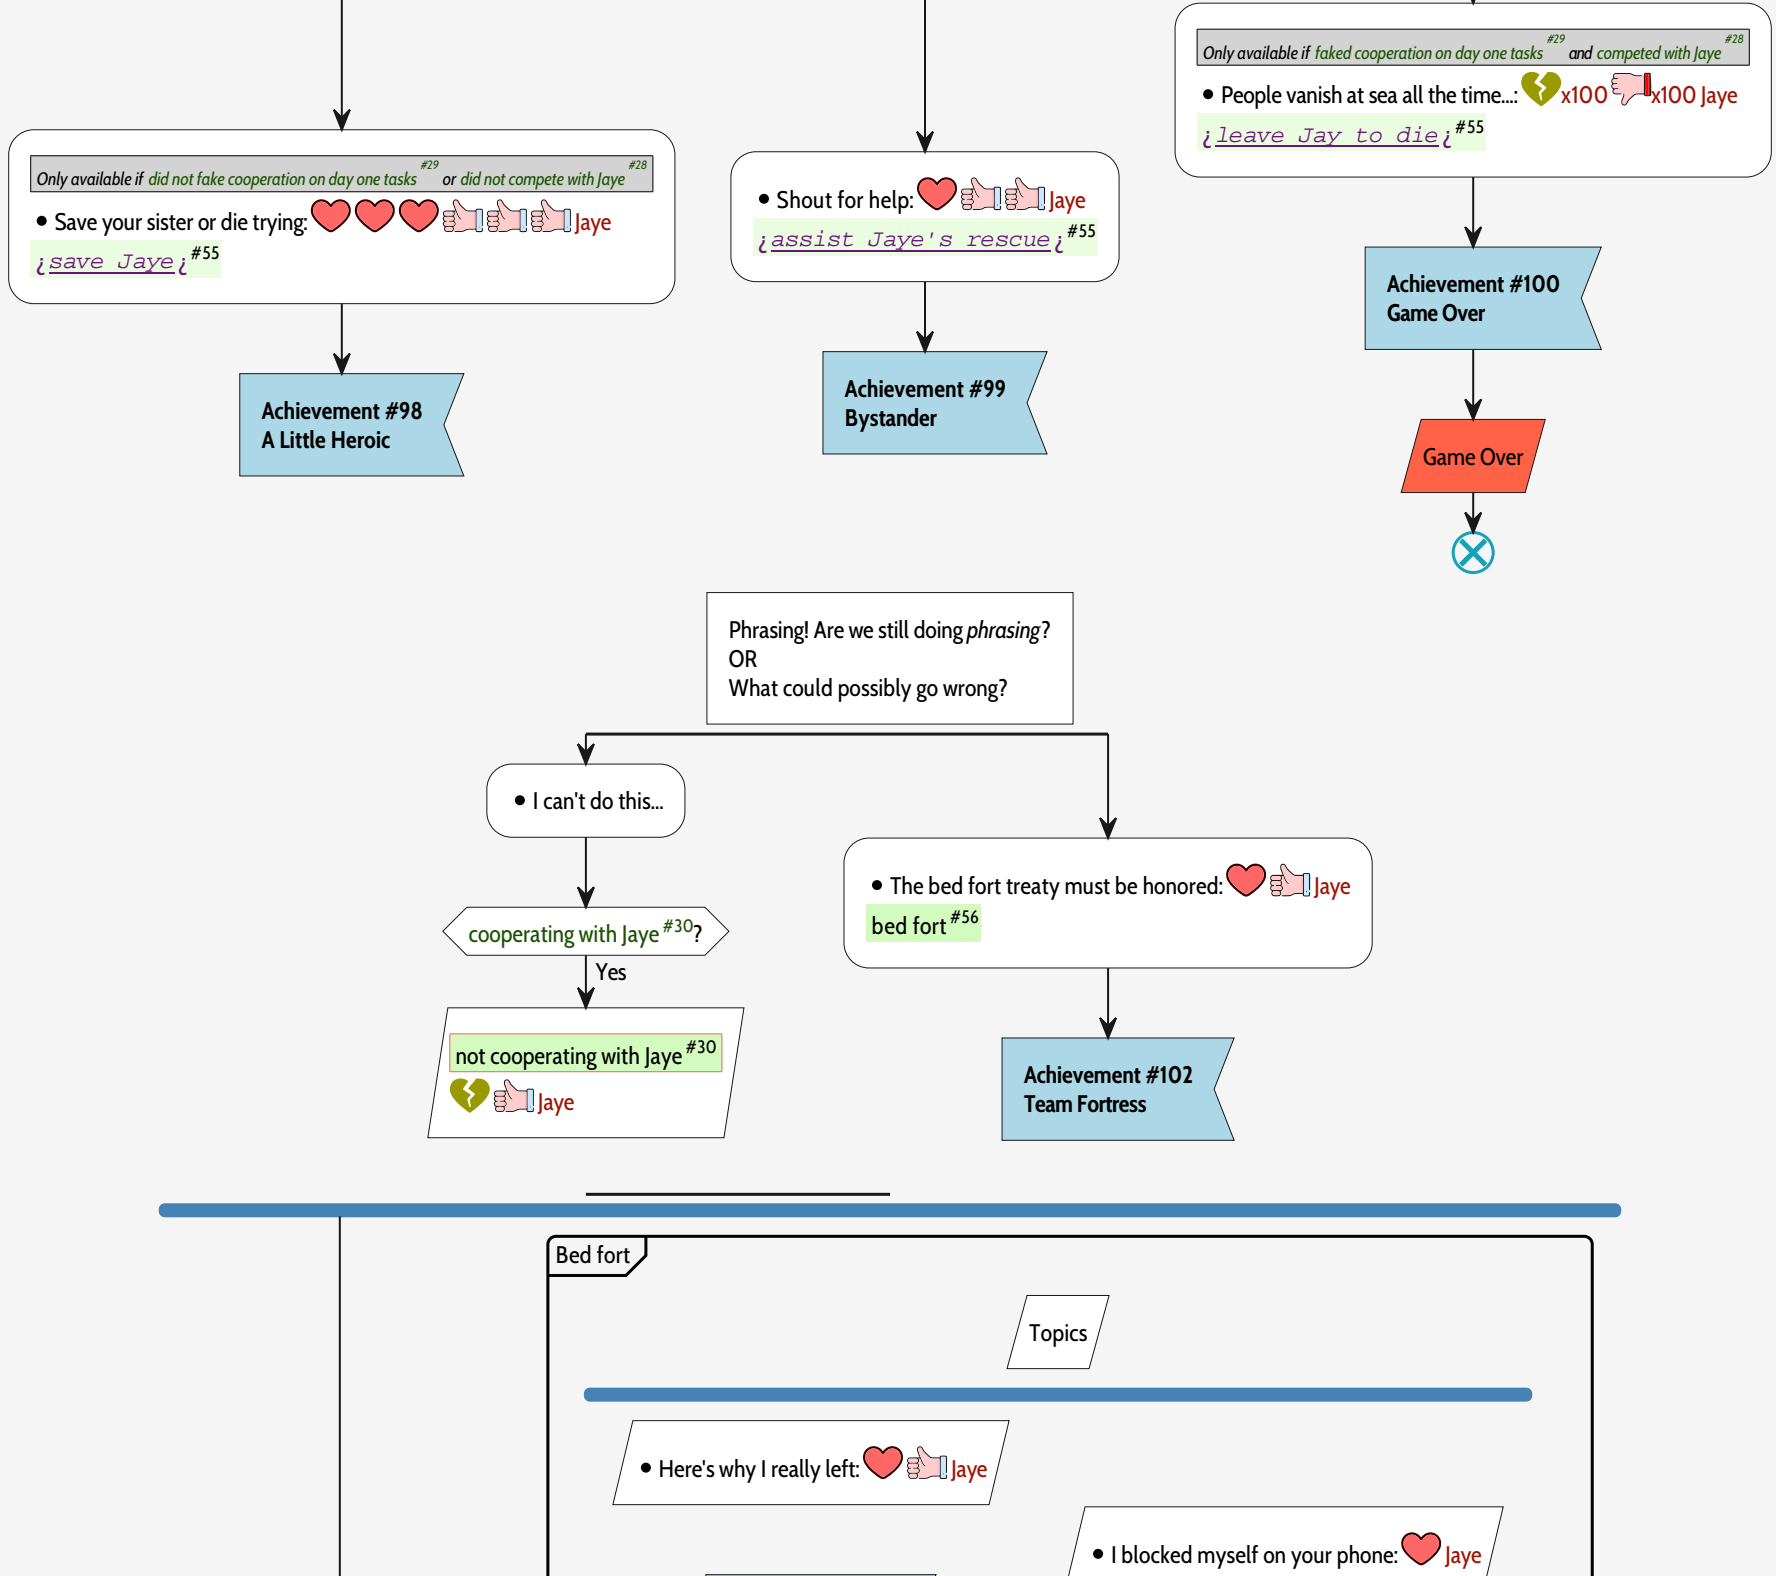 Only available if faked cooperation on day one tasks #29 and competed with Jaye #28
• People vanish at sea all the time...: x100 x100 Jaye
¿leave Jay to die¿ #55
Only available if did not fake cooperation on day one tasks #29 or did not compete with Jaye #28
• Save your sister or die trying: Jaye
¿save Jaye¿ #55
• Shout for help: Jaye
¿assist Jaye's rescue¿ #55
Achievement #100
Game Over
Achievement #98
A Little Heroic
Achievement #99
Bystander
Game Over
Phrasing! Are we still doing phrasing?
OR
What could possibly go wrong?
• I can't do this...
• The bed fort treaty must be honored: Jaye
bed fort #56
cooperating with Jaye #30?
Yes
not cooperating with Jaye #30
Jaye
Achievement #102
Team Fortress
Bed fort
Topics
• Here's why I really left: Jaye
• I blocked myself on your phone: Jaye